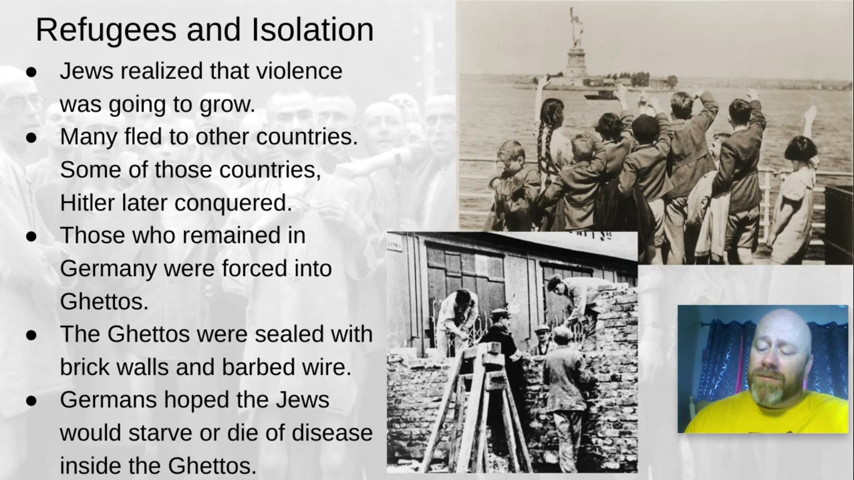 Refugees and Isolation
● Jews realized that violence
was going to grow.
● Many fled to other countries.
Some of those countries,
Hitler later conquered.
● Those who remained in
Germany were forced into
Ghettos.
● The Ghettos were sealed with
brick walls and barbed wire.
● Germans hoped the Jews
would starve or die of disease
inside the Ghettos.